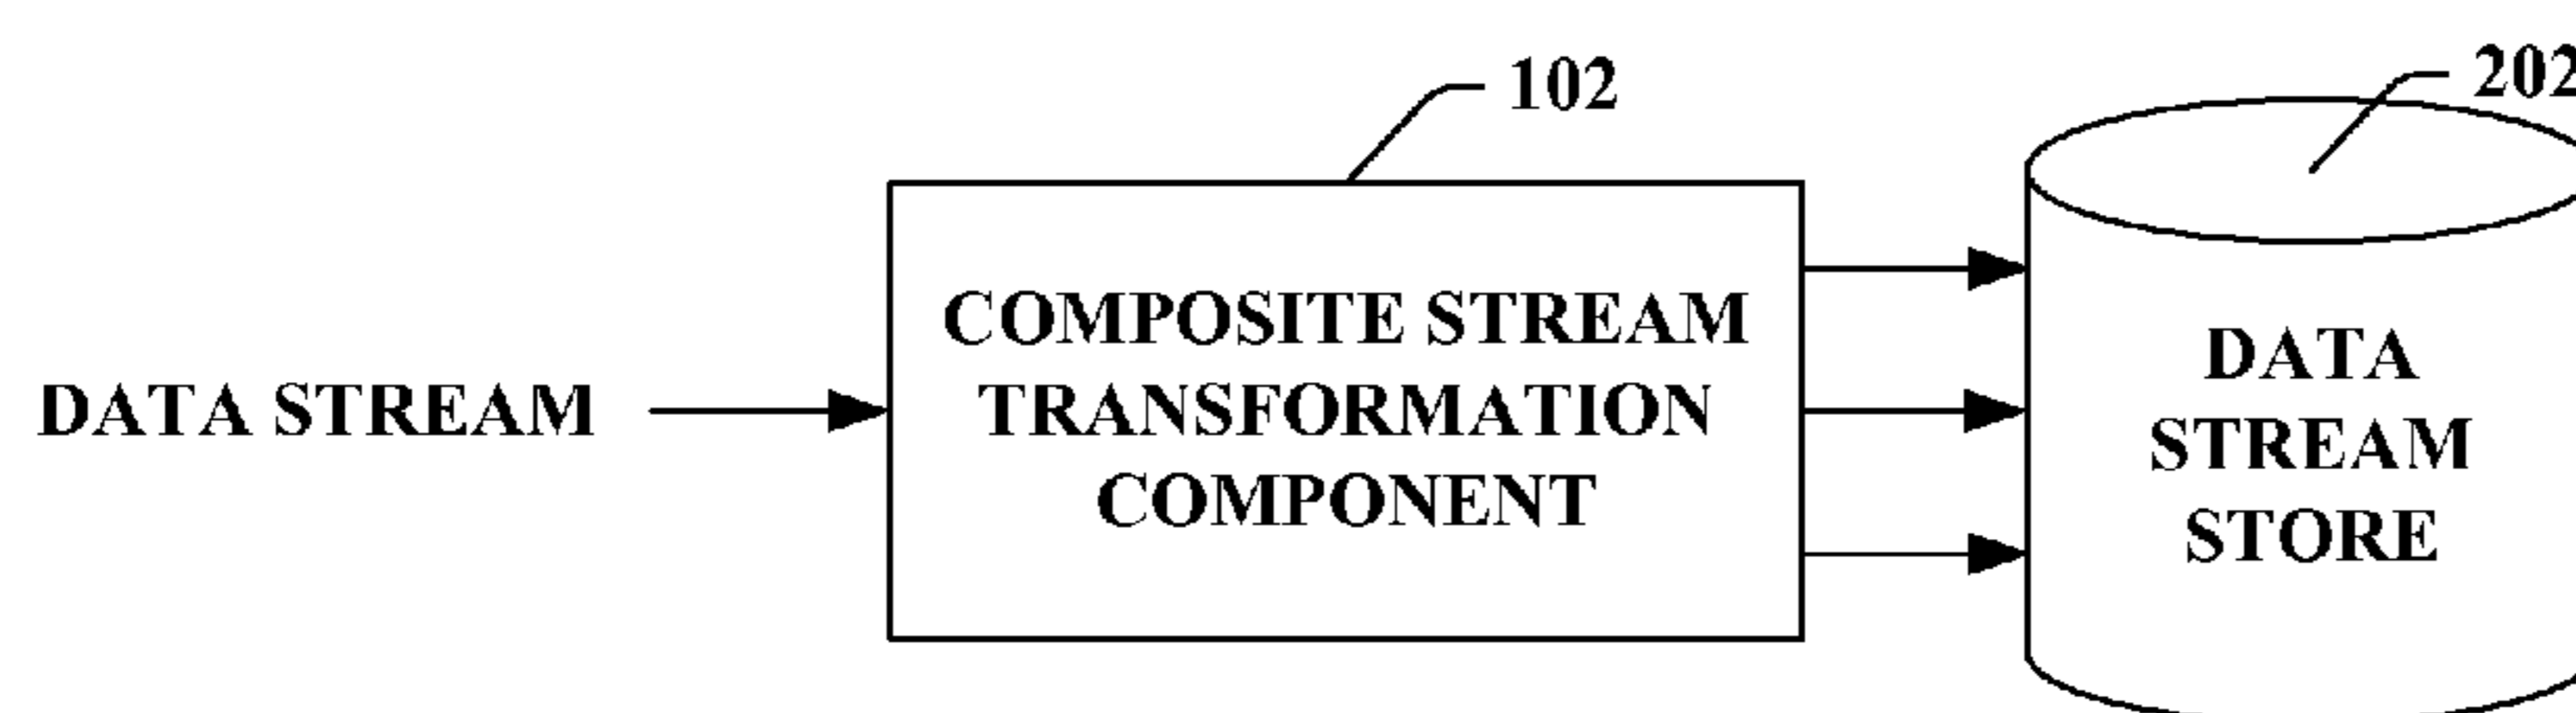 102
202
DATA STREAM
COMPOSITE STREAM
TRANSFORMATION
COMPONENT
DATA
STREAM
STORE